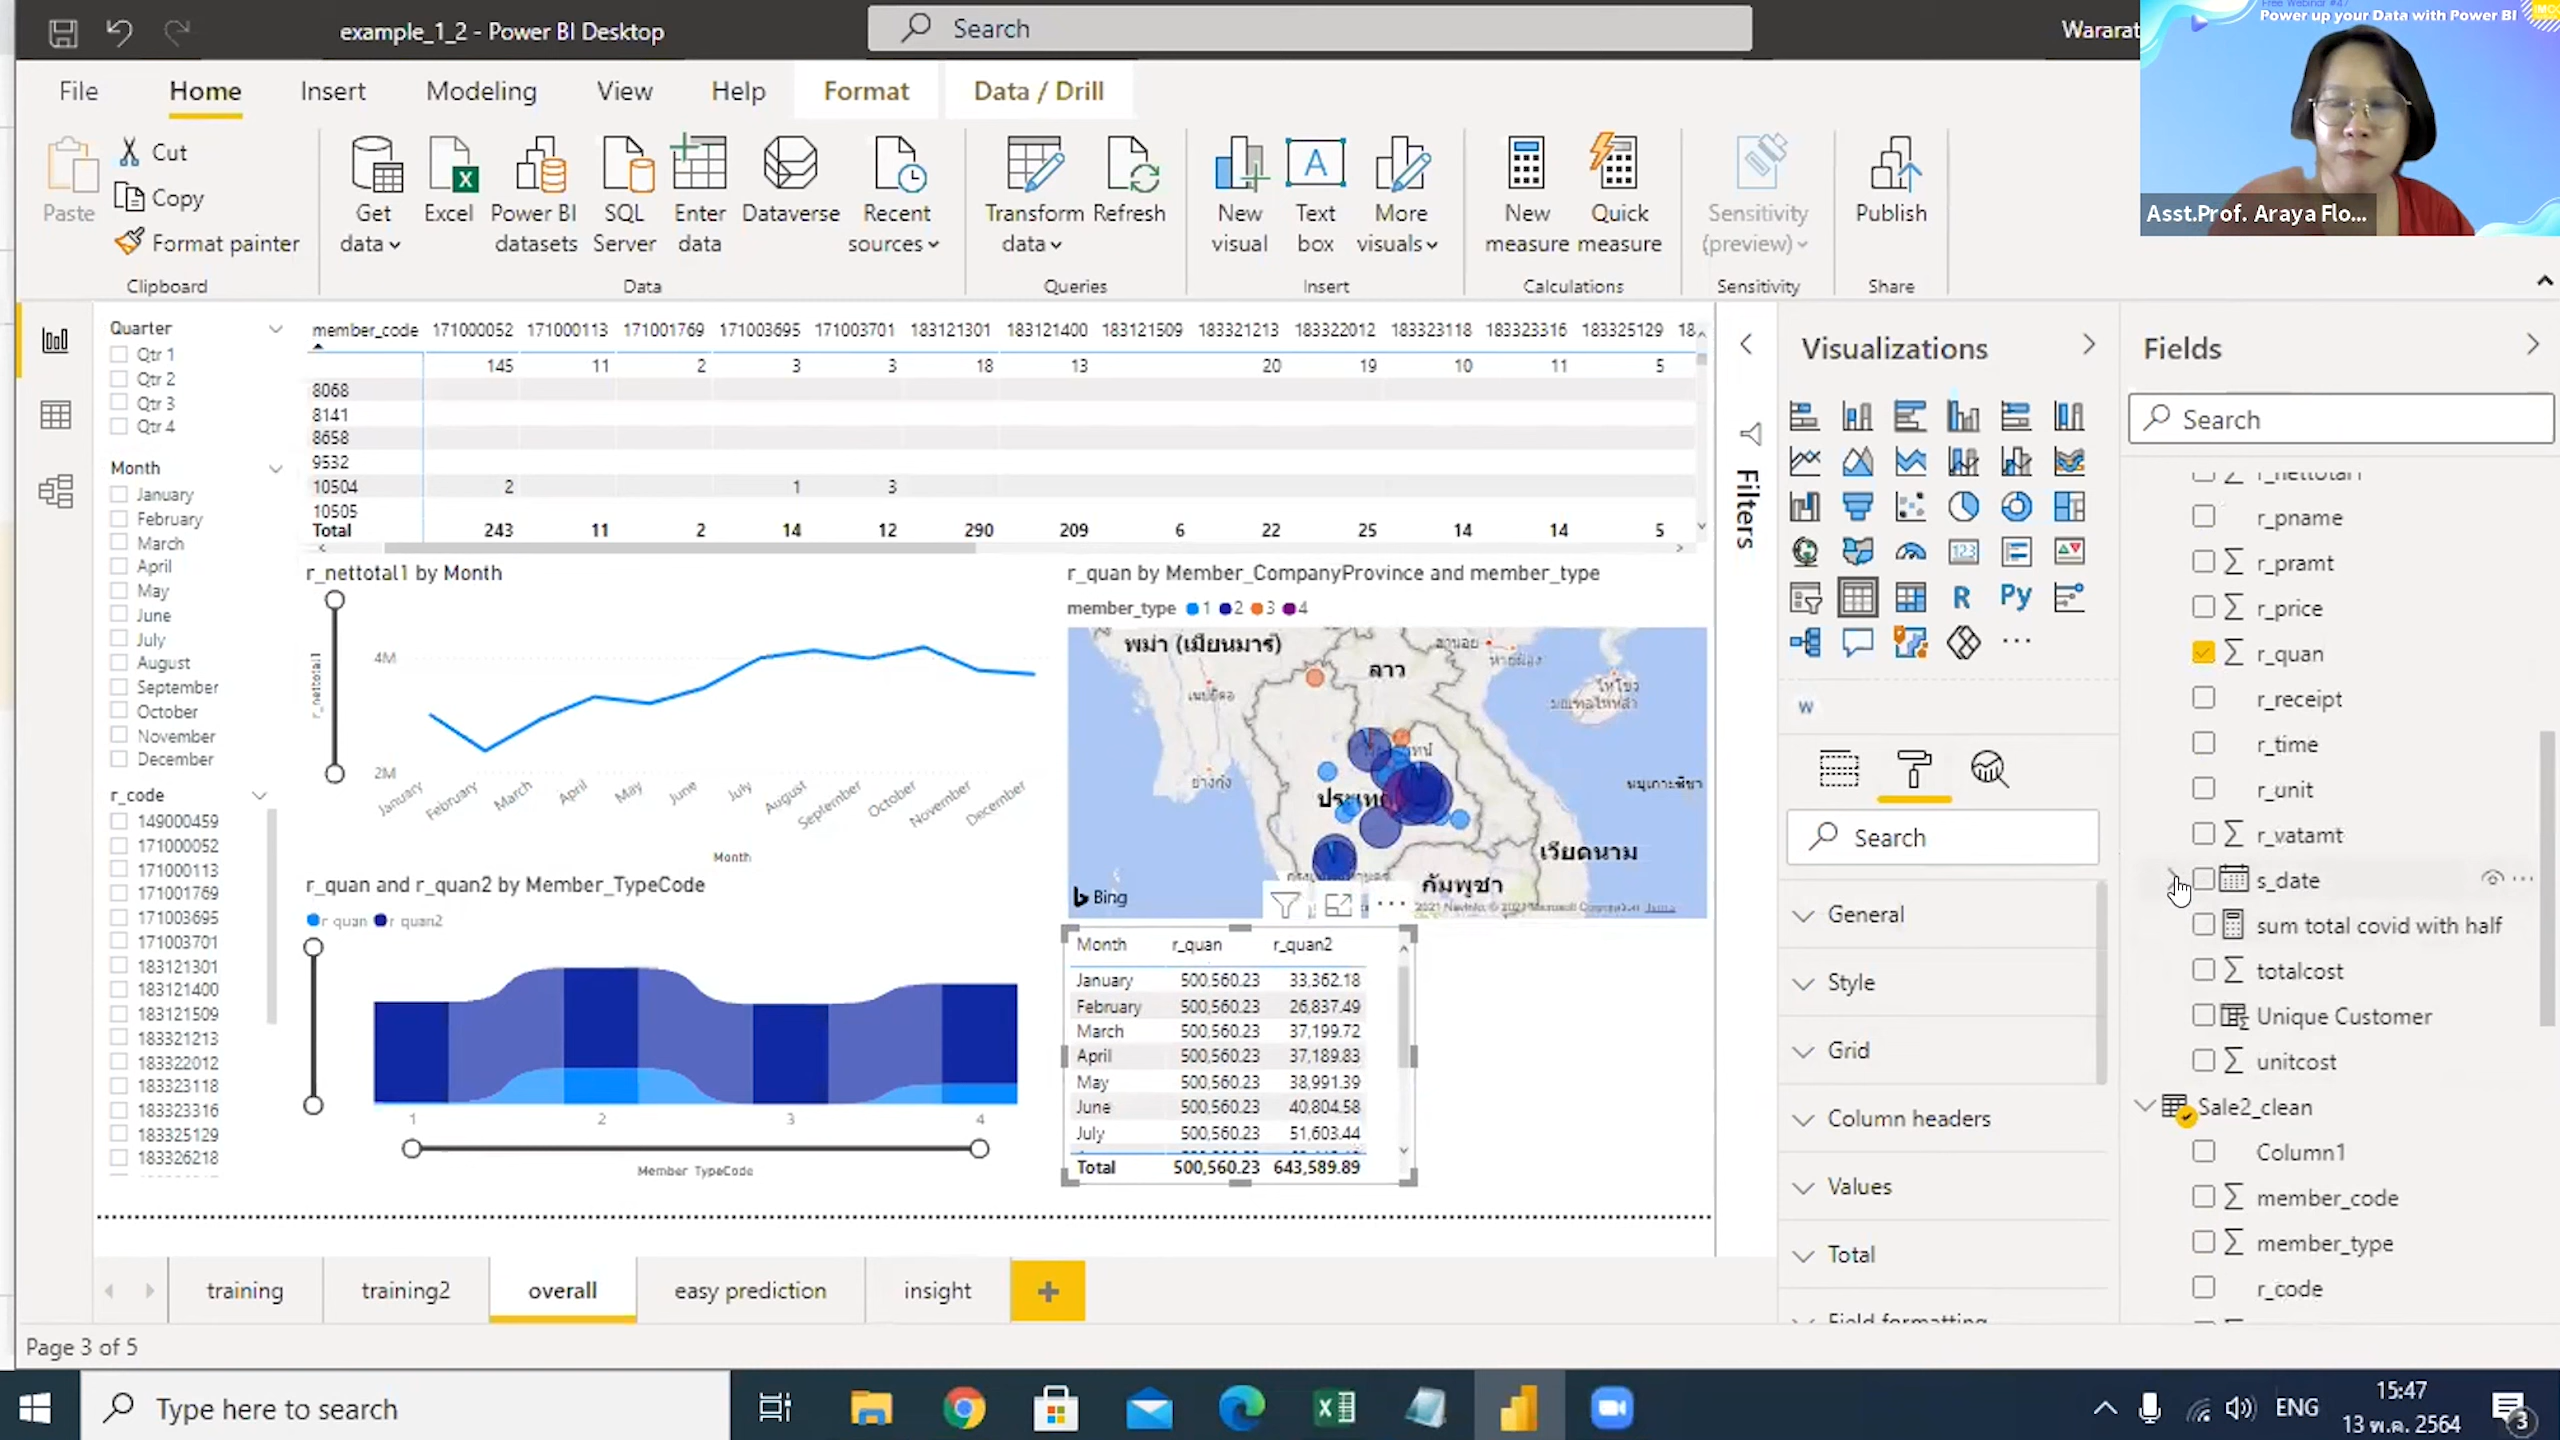 example_1_2 - Power BI Desktop
Search
Wararat
Free Webinar #47
Power up your Data with Power BI
Asst.Prof. Araya Flo...
File
Home
Insert
Modeling
View
Help
Format
Data / Drill
Paste
Cut
Copy
Format painter
Clipboard
Get data
Excel
Power BI datasets
SQL Server
Enter data
Dataverse
Recent sources
Data
Transform data
Refresh
Queries
New visual
Text box
More visuals
Insert
New measure
Quick measure
Calculations
Sensitivity (preview)
Sensitivity
Publish
Share
Quarter
Qtr 1
Qtr 2
Qtr 3
Qtr 4
Month
January
February
March
April
May
June
July
August
September
October
November
December
r_code
149000459
171000052
171000113
171001769
171003695
171003701
183121301
183121400
183121509
183321213
183322012
183323118
183323316
183325129
183326218
member_code 171000052 171000113 171001769 171003695 171003701 183121301 183121400 183121509 183321213 183322012 183323118 183323316 183325129 18
145 11 2 3 3 18 13 20 19 10 11 5
8068
8141
8658
9532
10504 2 1 3
10505
Total 243 11 2 14 12 290 209 6 22 25 14 14 5
r_nettotal1 by Month
r_nettotal1
4M
2M
January February March April May June July August September October November December
Month
r_quan by Member_CompanyProvince and member_type
member_type 1 2 3 4
พม่า (เมียนมาร์)
ลาว
เวียดนาม
กัมพูชา
Bing
r_quan and r_quan2 by Member_TypeCode
r quan r quan2
1 2 3 4
Member TypeCode
Month r_quan r_quan2
January 500,560.23 33,362.18
February 500,560.23 26,837.49
March 500,560.23 37,199.72
April 500,560.23 37,189.83
May 500,560.23 38,991.39
June 500,560.23 40,804.58
July 500,560.23 51,603.44
Total 500,560.23 643,589.89
Filters
Visualizations
R
Py
123
W
Search
General
Style
Grid
Column headers
Values
Total
Field formatting
Fields
Search
r_nettotal1
r_pname
r_pramt
r_price
r_quan
r_receipt
r_time
r_unit
r_vatamt
s_date
sum total covid with half
totalcost
Unique Customer
unitcost
Sale2_clean
Column1
member_code
member_type
r_code
training
training2
overall
easy prediction
insight
+
Page 3 of 5
Type here to search
ENG
15:47
13 พ.ค. 2564
3